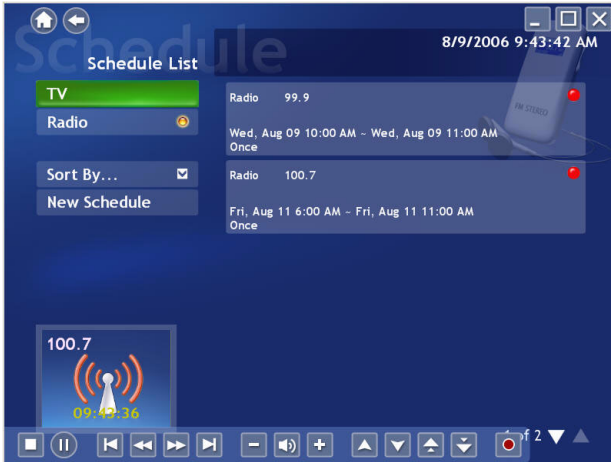 Schedule
8/9/2006 9:43:42 AM
Schedule List
TV
Radio
Sort By...
New Schedule
Radio 99.9
FM STEREO
Wed, Aug 09 10:00 AM ~ Wed, Aug 09 11:00 AM
Once
Radio 100.7
Fri, Aug 11 6:00 AM ~ Fri, Aug 11 11:00 AM
Once
100.7
09:43:36
of 2